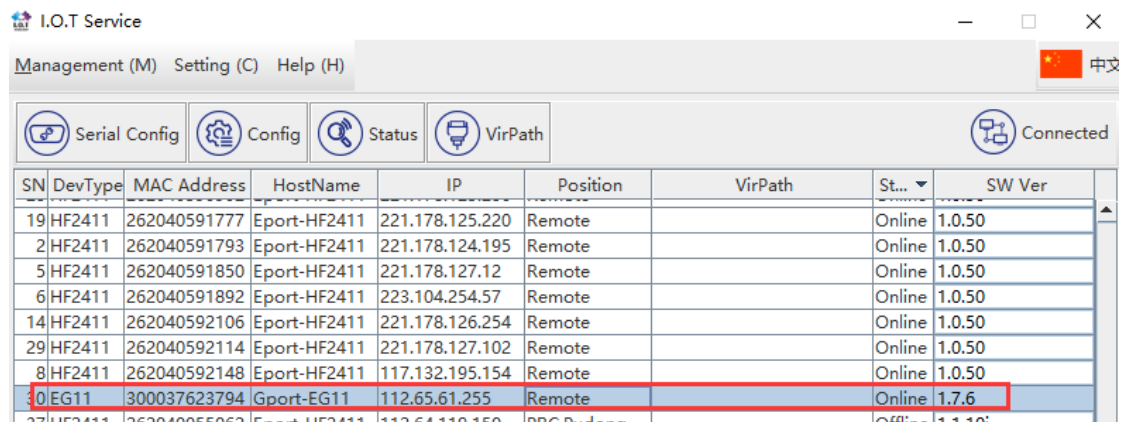 I.O.T Service
Management (M) Setting (C) Help (H) 中文
Serial Config Config Status VirPath Connected
SN DevType MAC Address HostName IP Position VirPath St... SW Ver
19 HF2411 262040591777 Eport-HF2411 221.178.125.220 Remote Online 1.0.50
2 HF2411 262040591793 Eport-HF2411 221.178.124.195 Remote Online 1.0.50
5 HF2411 262040591850 Eport-HF2411 221.178.127.12 Remote Online 1.0.50
6 HF2411 262040591892 Eport-HF2411 223.104.254.57 Remote Online 1.0.50
14 HF2411 262040592106 Eport-HF2411 221.178.126.254 Remote Online 1.0.50
29 HF2411 262040592114 Eport-HF2411 221.178.127.102 Remote Online 1.0.50
8 HF2411 262040592148 Eport-HF2411 117.132.195.154 Remote Online 1.0.50
30 EG11 300037623794 Gport-EG11 112.65.61.255 Remote Online 1.7.6